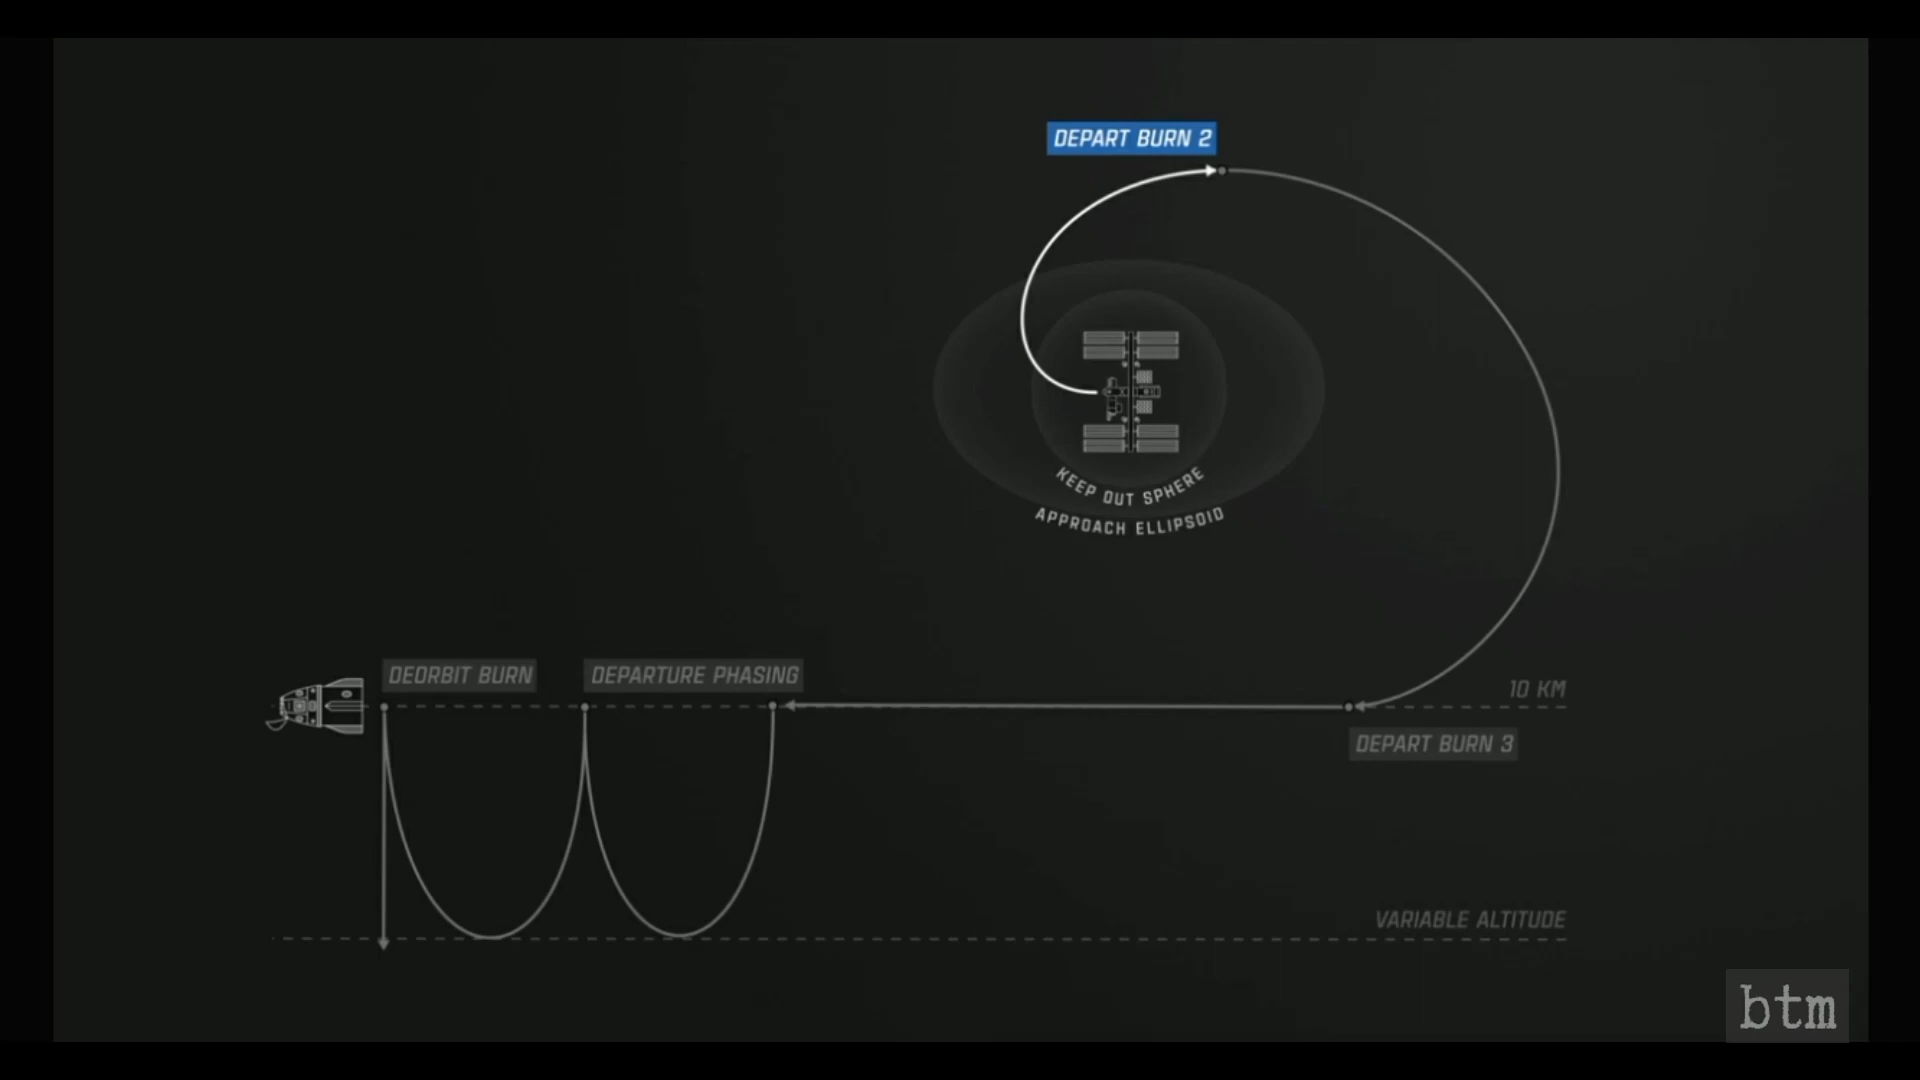 DEPART BURN 2
KEEP OUT SPHERE
APPROACH ELLIPSOID
DEORBIT BURN
DEPARTURE PHASING
10 KM
DEPART BURN 3
VARIABLE ALTITUDE
btm